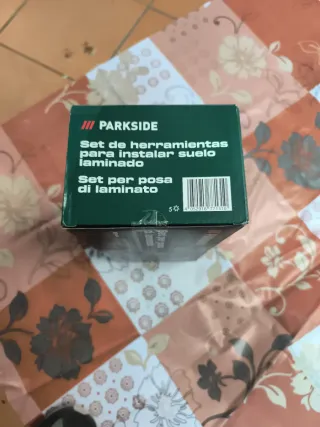 /// PARKSIDE
Set de herramientas
para instalar suelo
laminado
Set per posa
di laminato